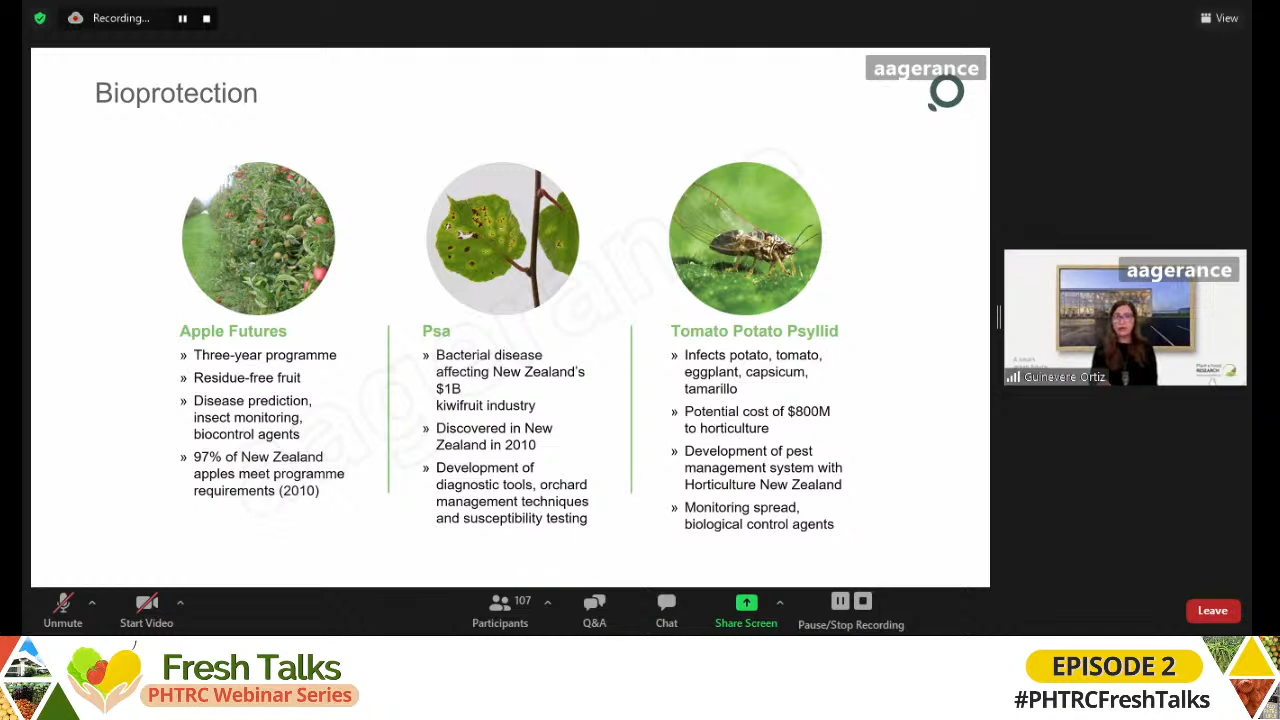 Recording...
View
aagerance
Bioprotection
Apple Futures
» Three-year programme
» Residue-free fruit
» Disease prediction,
insect monitoring,
biocontrol agents
» 97% of New Zealand
apples meet programme
requirements (2010)
Psa
» Bacterial disease
affecting New Zealand's
$1B
kiwifruit industry
» Discovered in New
Zealand in 2010
» Development of
diagnostic tools, orchard
management techniques
and susceptibility testing
Tomato Potato Psyllid
» Infects potato, tomato,
eggplant, capsicum,
tamarillo
» Potential cost of $800M
to horticulture
» Development of pest
management system with
Horticulture New Zealand
» Monitoring spread,
biological control agents
aagerance
RESEARCH
Guinevere Ortiz
Unmute
Start Video
107
Participants
Q&A
Chat
Share Screen
Pause/Stop Recording
Leave
Fresh Talks
PHTRC Webinar Series
EPISODE 2
#PHTRCFreshTalks